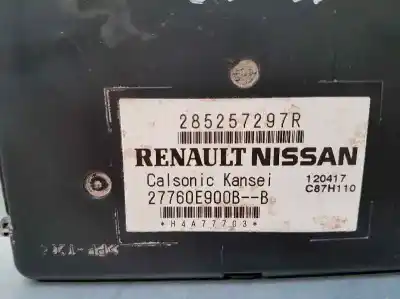 285257297R
RENAULT NISSAN
Calsonic Kansei
120417
C87H110
27760E900B--B
*H4A77203*